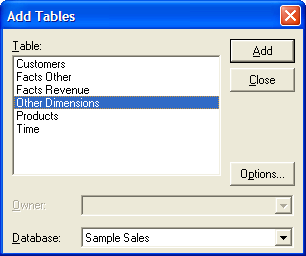 Add Tables
Table:
Customers
Facts Other
Facts Revenue
Other Dimensions
Products
Time
Add
Close
Options...
Owner:
Database: Sample Sales